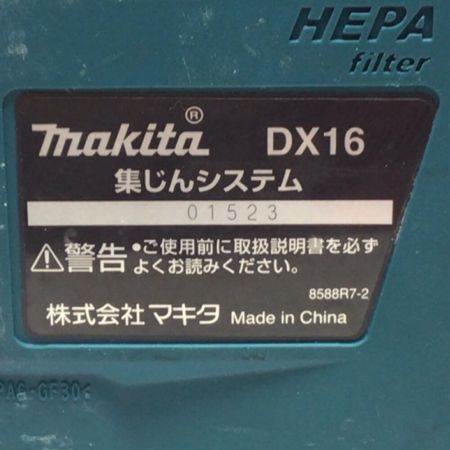 HEPA
filter
makita® DX16
集じんシステム
01523
⚠警告 •ご使用前に取扱説明書を必ず
よくお読みください。
8588R7-2
株式会社マキタ Made in China